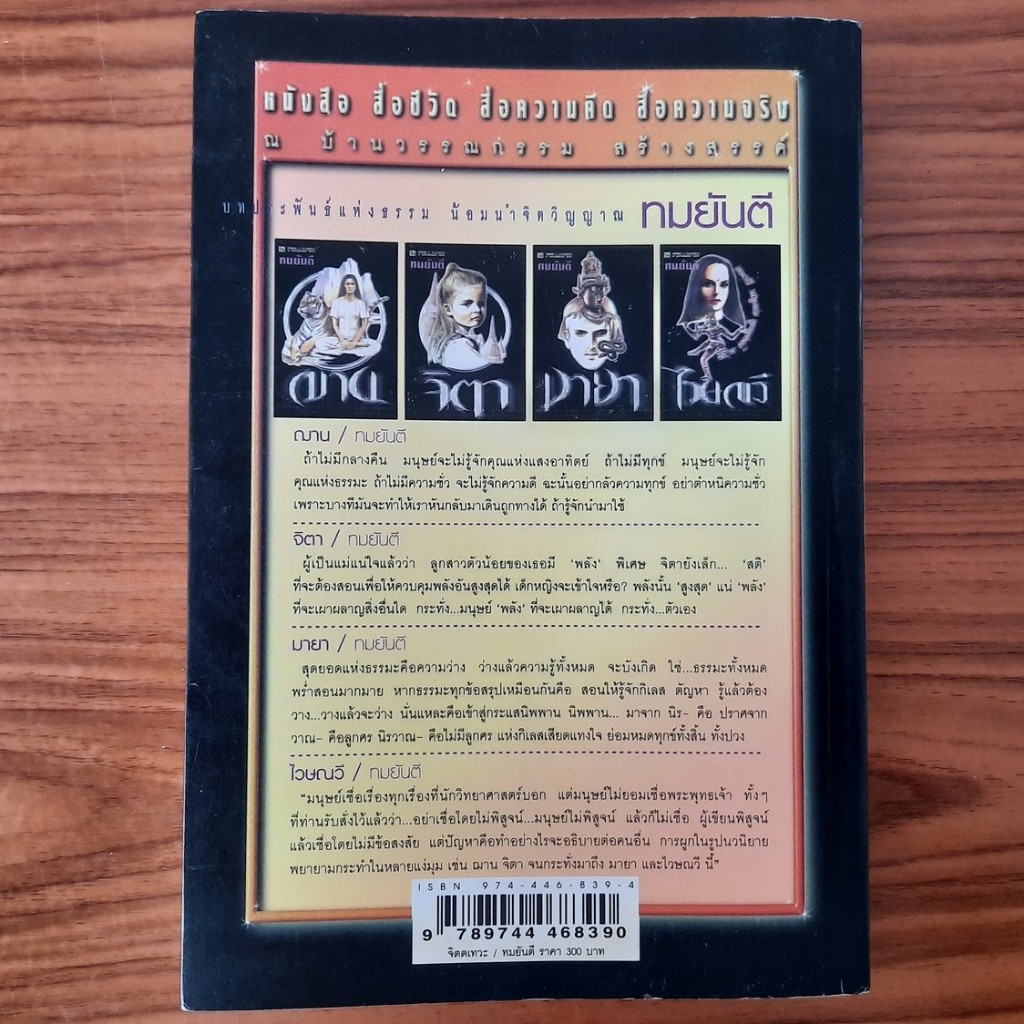 หนังสือ สื่อชีวิต สื่อความคิด สื่อความจริง
ณ บ้านวรรณกรรม สร้างสรรค์
บทประพันธ์แห่งธรรม น้อมนำจิตวิญญาณ ทมยันตี
ทมยันตี ทมยันตี ทมยันตี ทมยันตี
ฌาน จิตา มายา ไวษณวี
ฌาน / ทมยันตี
ถ้าไม่มีกลางคืน มนุษย์จะไม่รู้จักคุณแห่งแสงอาทิตย์ ถ้าไม่มีทุกข์ มนุษย์จะไม่รู้จัก
คุณแห่งธรรมะ ถ้าไม่มีความชั่ว จะไม่รู้จักความดี ฉะนั้นอย่ากลัวความทุกข์ อย่าตำหนิความชั่ว
เพราะบางทีมันจะทำให้เราหันกลับมาเดินถูกทางได้ ถ้ารู้จักนำมาใช้
จิตา / ทมยันตี
ผู้เป็นแม่แน่ใจแล้วว่า ลูกสาวตัวน้อยของเธอมี ‘พลัง’ พิเศษ จิตายังเล็ก... ‘สติ’
ที่จะต้องสอนเพื่อให้ควบคุมพลังอันสูงสุดได้ เด็กหญิงจะเข้าใจหรือ? พลังนั้น ‘สูงสุด’ แน่ ‘พลัง’
ที่จะเผาผลาญสิ่งอื่นใด กระทั่ง...มนุษย์ ‘พลัง’ ที่จะเผาผลาญได้ กระทั่ง...ตัวเอง
มายา / ทมยันตี
สุดยอดแห่งธรรมะคือความว่าง ว่างแล้วความรู้ทั้งหมด จะบังเกิด ใช่...ธรรมะทั้งหมด
พร่ำสอนมากมาย หากธรรมะทุกข้อสรุปเหมือนกันคือ สอนให้รู้จักกิเลส ตัญหา รู้แล้วต้อง
วาง...วางแล้วจะว่าง นั่นแหละคือเข้าสู่กระแสนิพพาน นิพพาน... มาจาก นิร- คือ ปราศจาก
วาณ- คือลูกศร นิรวาณ- คือไม่มีลูกศร แห่งกิเลสเสียดแทงใจ ย่อมหมดทุกข์ทั้งสิ้น ทั้งปวง
ไวษณวี / ทมยันตี
“มนุษย์เชื่อเรื่องทุกเรื่องที่นักวิทยาศาสตร์บอก แต่มนุษย์ไม่ยอมเชื่อพระพุทธเจ้า ทั้งๆ
ที่ท่านรับสั่งไว้แล้วว่า...อย่าเชื่อโดยไม่พิสูจน์...มนุษย์ไม่พิสูจน์ แล้วก็ไม่เชื่อ ผู้เขียนพิสูจน์
แล้วเชื่อโดยไม่มีข้อสงสัย แต่ปัญหาคือทำอย่างไรจะอธิบายต่อคนอื่น การผูกในรูปนวนิยาย
พยายามกระทำในหลายแง่มุม เช่น ฌาน จิตา จนกระทั่งมาถึง มายา และไวษณวี นี้”
ISBN 974-446-839-4
9 789744 468390
จิตตเทวะ / ทมยันตี ราคา 300 บาท